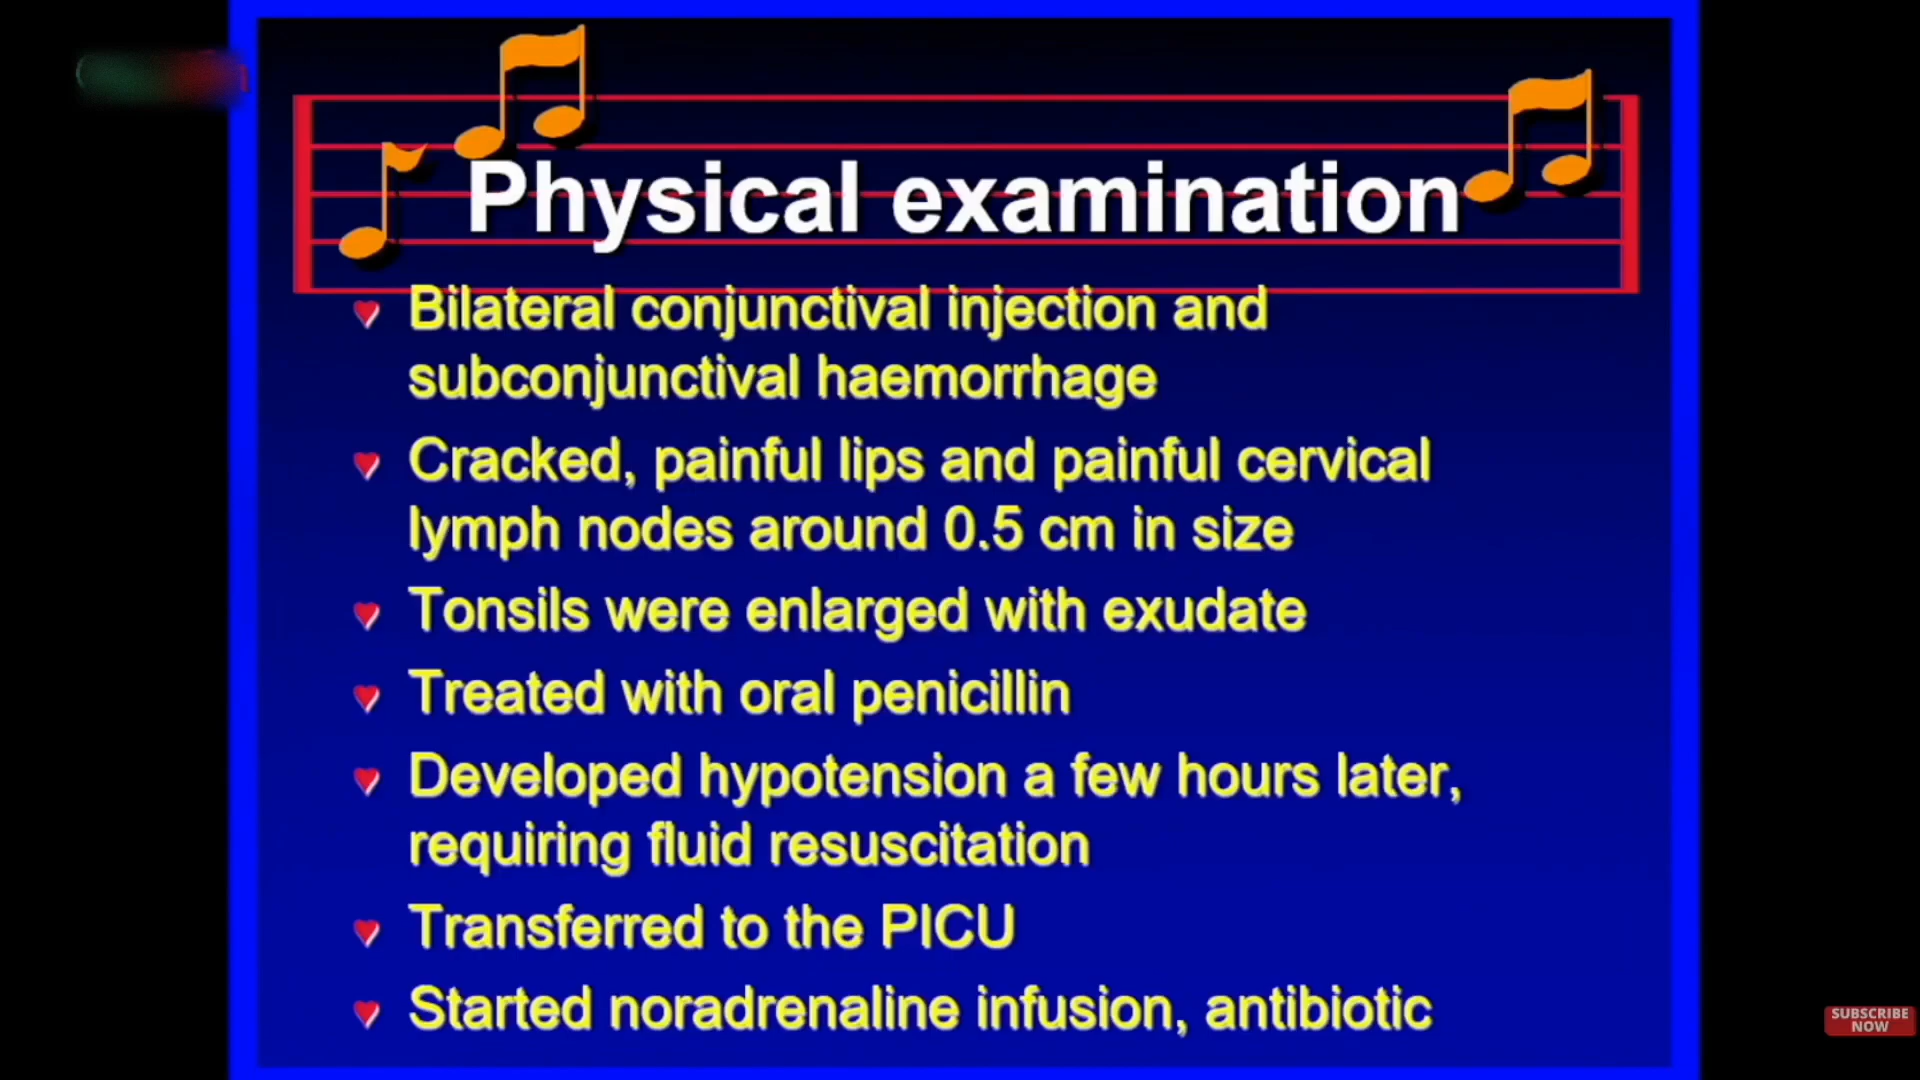 Physical examination
Bilateral conjunctival injection and
subconjunctival haemorrhage
Cracked, painful lips and painful cervical
lymph nodes around 0.5 cm in size
Tonsils were enlarged with exudate
Treated with oral penicillin
Developed hypotension a few hours later,
requiring fluid resuscitation
Transferred to the PICU
Started noradrenaline infusion, antibiotic
SUBSCRIBE
NOW